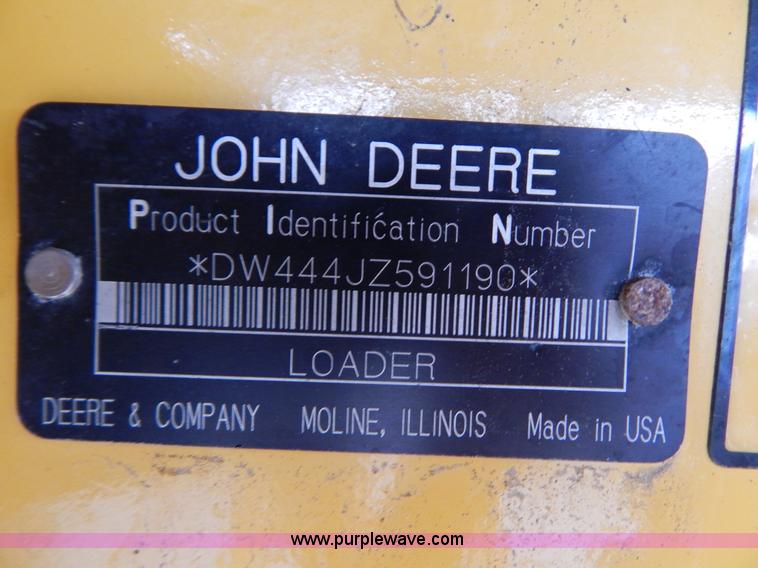 JOHN DEERE
Product Identification Number
*DW444JZ591190*
LOADER
DEERE & COMPANY MOLINE, ILLINOIS Made in USA
www.purplewave.com